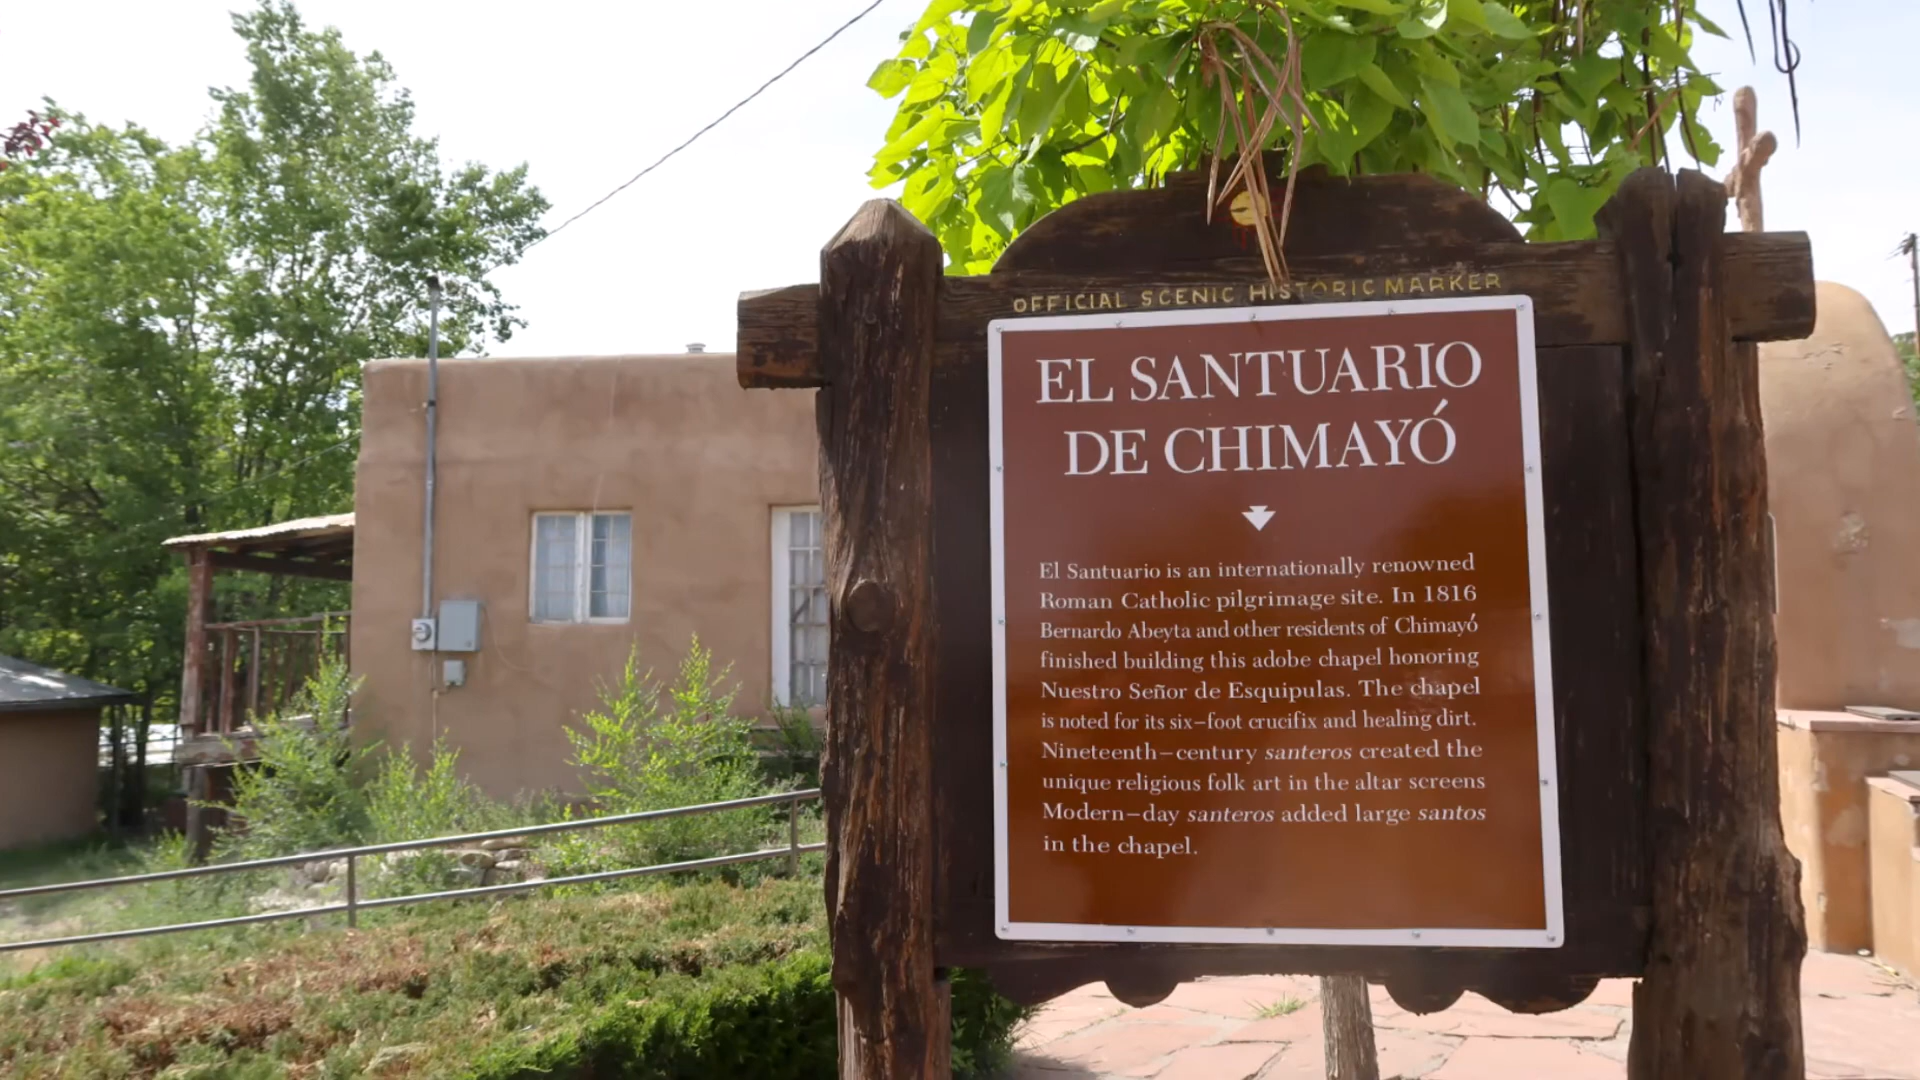 OFFICIAL SCENIC HISTORIC MARKER
EL SANTUARIO
DE CHIMAYÓ
El Santuario is an internationally renowned
Roman Catholic pilgrimage site. In 1816
Bernardo Abeyta and other residents of Chimayó
finished building this adobe chapel honoring
Nuestro Señor de Esquipulas. The chapel
is noted for its six–foot crucifix and healing dirt.
Nineteenth–century santeros created the
unique religious folk art in the altar screens
Modern–day santeros added large santos
in the chapel.